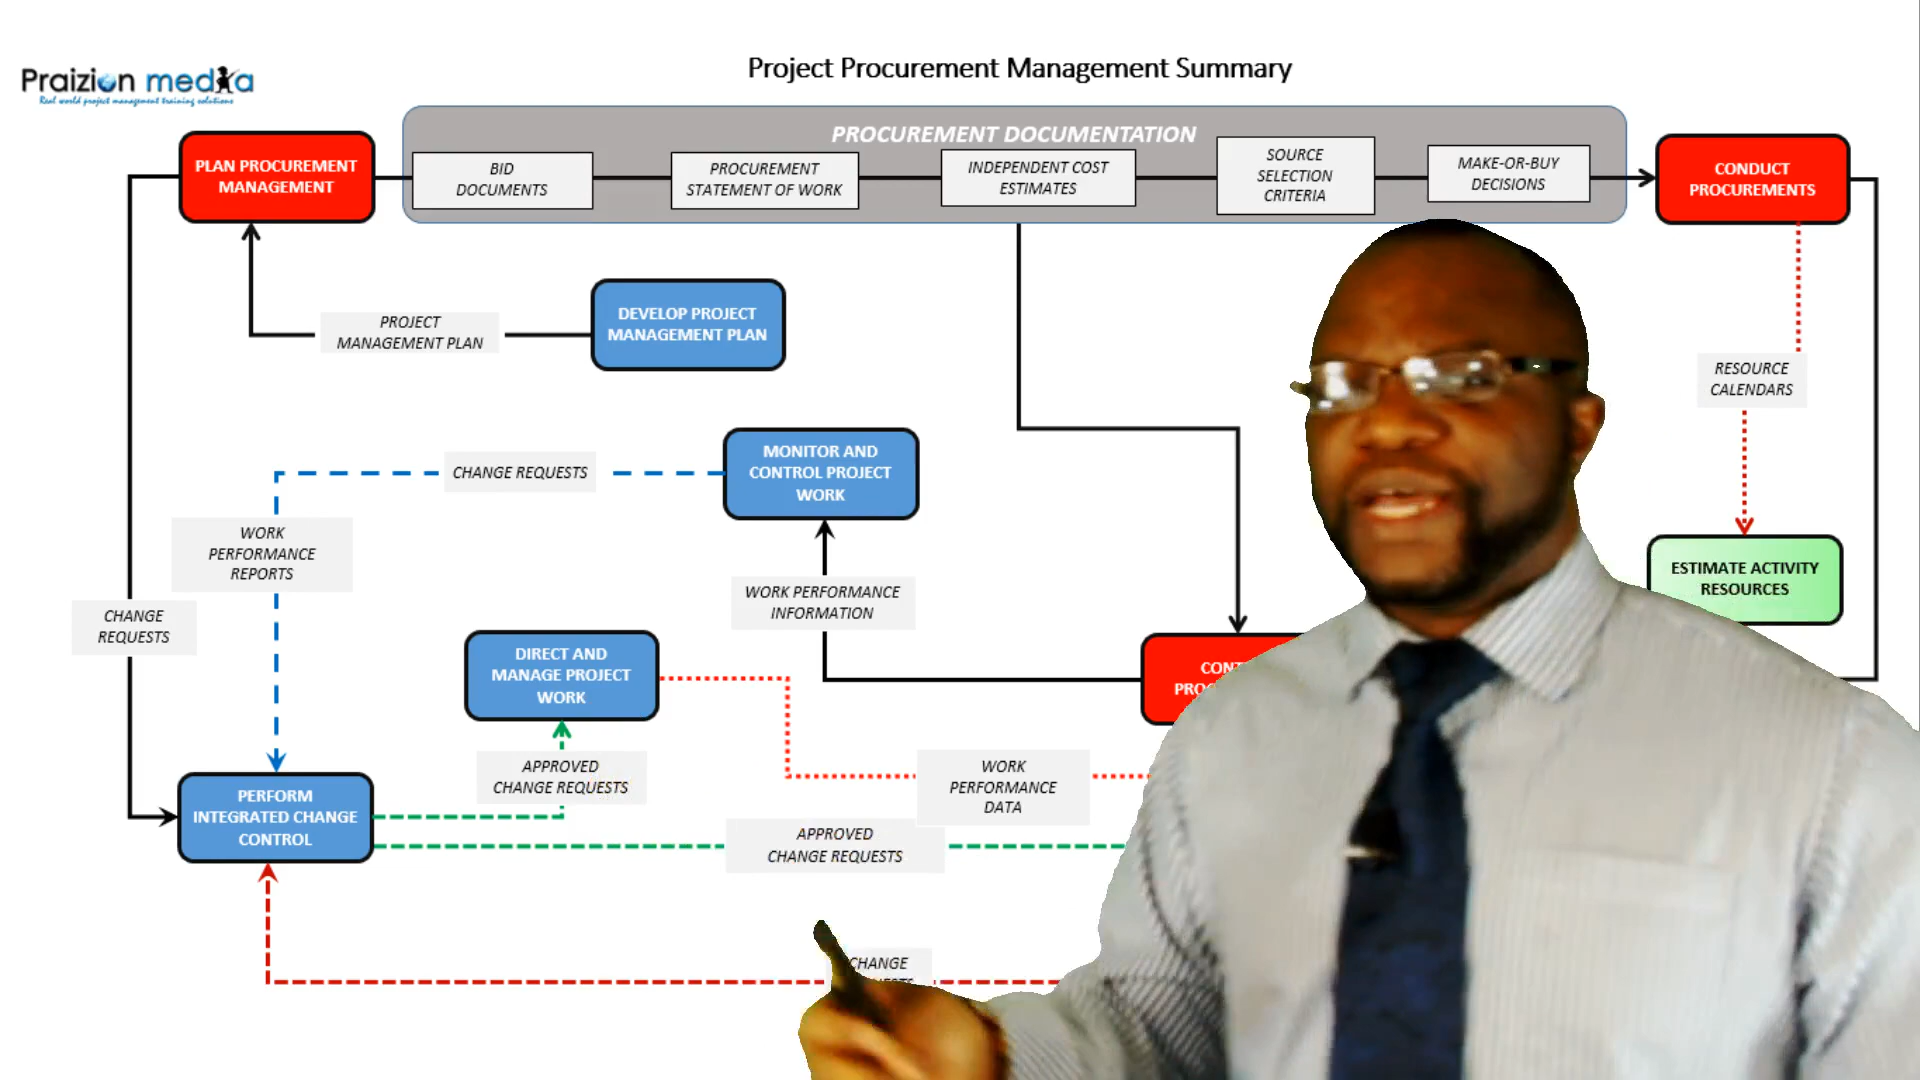 Project Procurement Management Summary
Praizion media
Real world project management training solutions
PROCUREMENT DOCUMENTATION
PLAN PROCUREMENT
MANAGEMENT
BID
DOCUMENTS
PROCUREMENT
STATEMENT OF WORK
INDEPENDENT COST
ESTIMATES
SOURCE
SELECTION
CRITERIA
MAKE-OR-BUY
DECISIONS
CONDUCT
PROCUREMENTS
PROJECT
MANAGEMENT PLAN
DEVELOP PROJECT
MANAGEMENT PLAN
RESOURCE
CALENDARS
CHANGE REQUESTS
MONITOR AND
CONTROL PROJECT
WORK
WORK
PERFORMANCE
REPORTS
ESTIMATE ACTIVITY
RESOURCES
WORK PERFORMANCE
INFORMATION
CHANGE
REQUESTS
DIRECT AND
MANAGE PROJECT
WORK
APPROVED
CHANGE REQUESTS
WORK
PERFORMANCE
DATA
PERFORM
INTEGRATED CHANGE
CONTROL
APPROVED
CHANGE REQUESTS
CHANGE